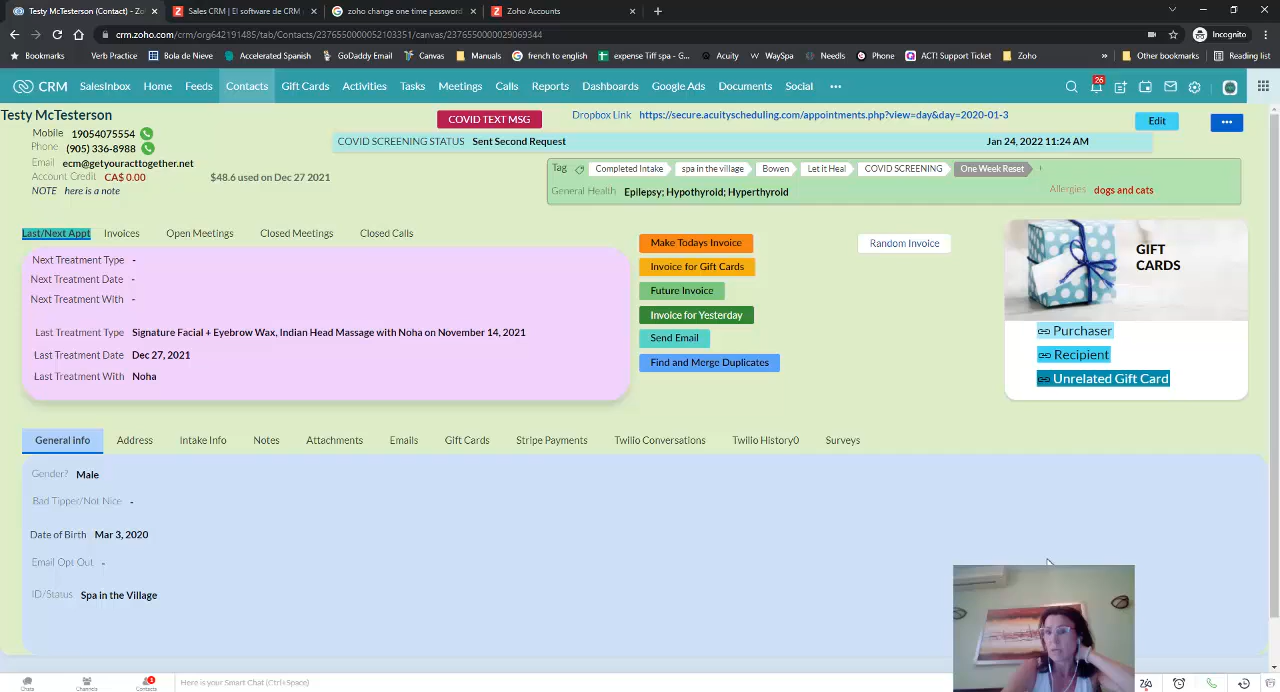 Testy McTesterson (Contact) - Zo
Sales CRM | El software de CRM
zoho change one time password
Zoho Accounts
crm.zoho.com/crm/org642191485/tab/Contacts/2376550000052103351/canvas/2376550000029069344
Incognito
Bookmarks
Verb Practice
Bola de Nieve
Accelerated Spanish
GoDaddy Email
Canvas
Manuals
french to english
expense Tiff spa - G...
Acuity
WaySpa
Needls
Phone
ACT! Support Ticket
Zoho
»
Other bookmarks
Reading list
CRM
SalesInbox
Home
Feeds
Contacts
Gift Cards
Activities
Tasks
Meetings
Calls
Reports
Dashboards
Google Ads
Documents
Social
26
Testy McTesterson
COVID TEXT MSG
Dropbox Link https://secure.acuityscheduling.com/appointments.php?view=day&day=2020-01-3
Edit
Mobile 19054075554
Phone (905) 336-8988
Email ecm@getyouracttogether.net
Account Credit CA$ 0.00
$48.6 used on Dec 27 2021
NOTE here is a note
COVID SCREENING STATUS Sent Second Request
Jan 24, 2022 11:24 AM
Tag Completed Intake spa in the village Bowen Let it Heal COVID SCREENING One Week Reset
General Health Epilepsy; Hypothyroid; Hyperthyroid
Allergies dogs and cats
Last/Next Appt
Invoices
Open Meetings
Closed Meetings
Closed Calls
Next Treatment Type -
Next Treatment Date -
Next Treatment With -
Last Treatment Type Signature Facial + Eyebrow Wax, Indian Head Massage with Noha on November 14, 2021
Last Treatment Date Dec 27, 2021
Last Treatment With Noha
Make Todays Invoice
Random Invoice
Invoice for Gift Cards
Future Invoice
Invoice for Yesterday
Send Email
Find and Merge Duplicates
GIFT
CARDS
Purchaser
Recipient
Unrelated Gift Card
General info
Address
Intake Info
Notes
Attachments
Emails
Gift Cards
Stripe Payments
Twilio Conversations
Twilio History0
Surveys
Gender? Male
Bad Tipper/Not Nice -
Date of Birth Mar 3, 2020
Email Opt Out -
ID/Status Spa in the Village
Chats
Channels
Contacts
Here is your Smart Chat (Ctrl+Space)